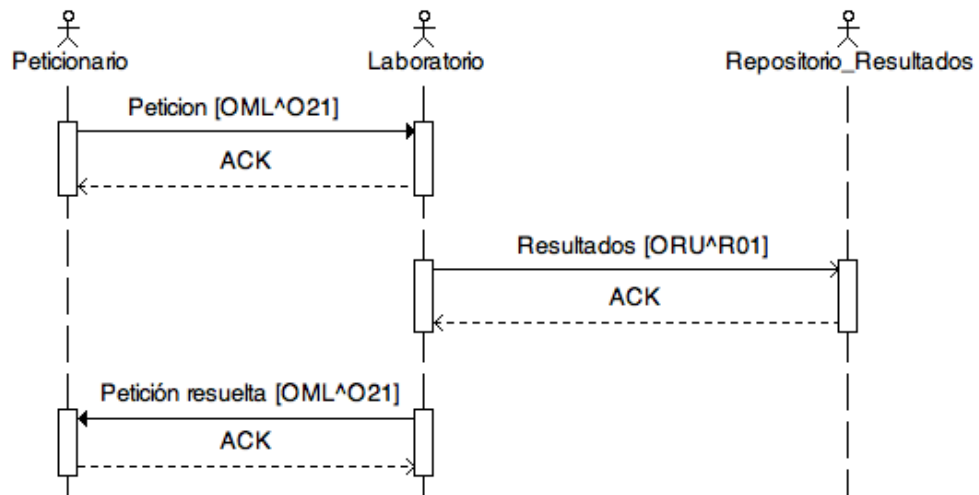 Peticionario
Laboratorio
Repositorio_Resultados
Peticion [OML^O21]
ACK
Resultados [ORU^R01]
ACK
Petición resuelta [OML^O21]
ACK